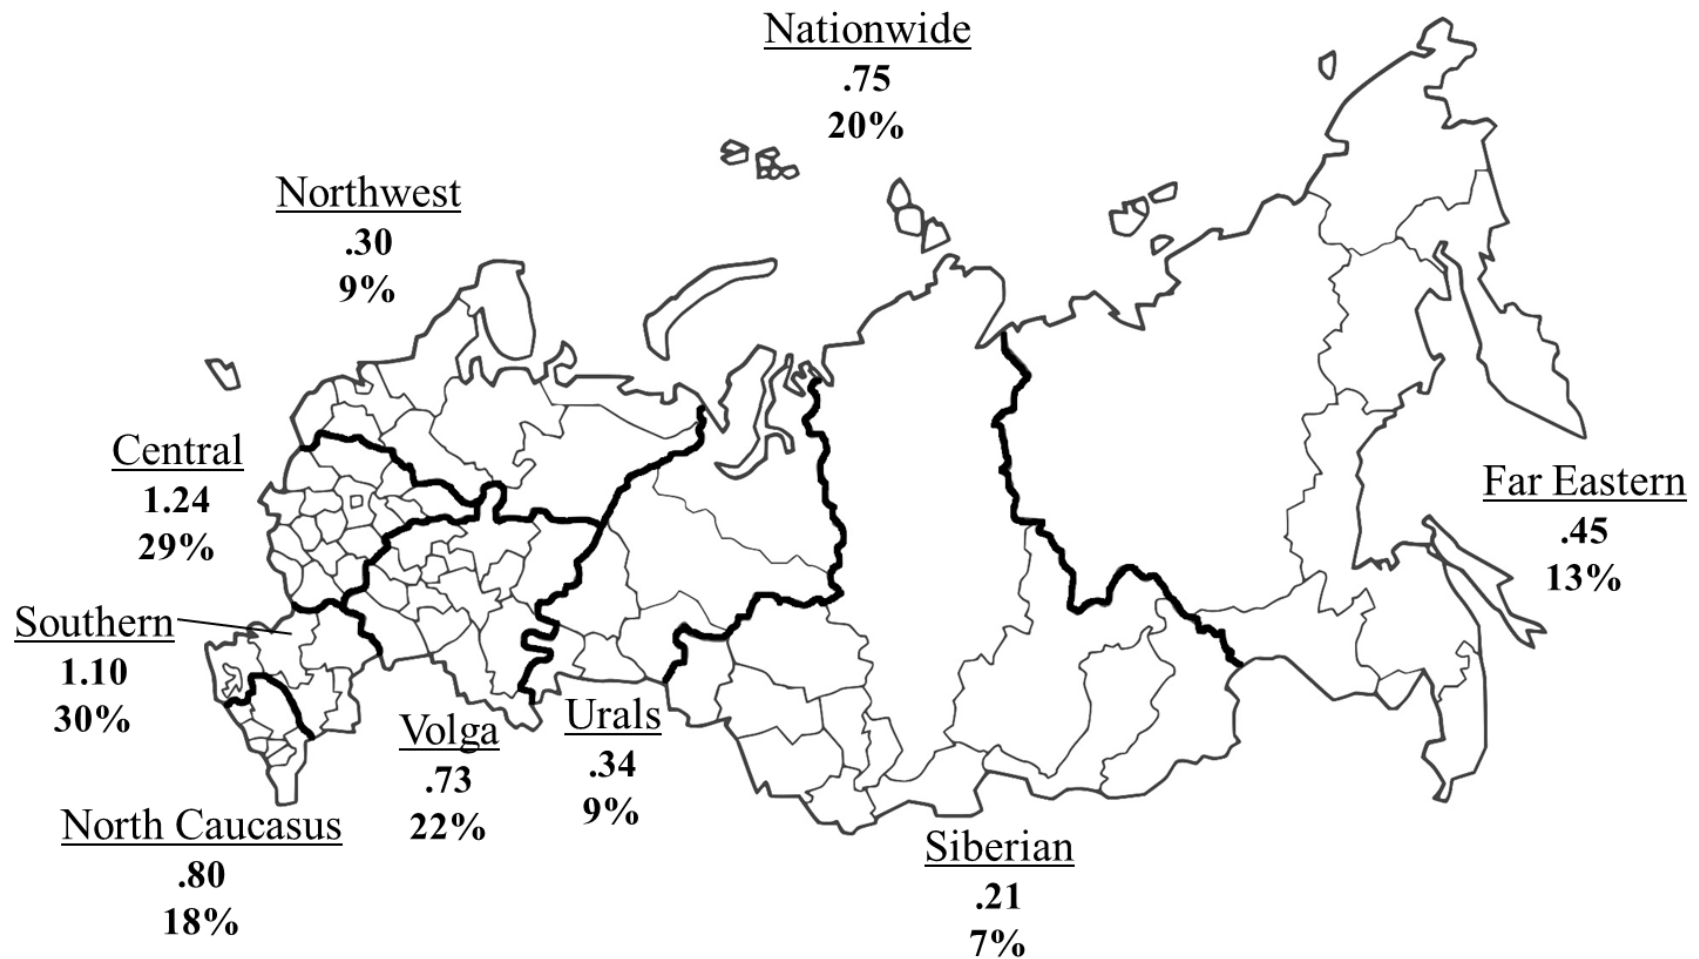 Nationwide
.75
20%
Northwest
.30
9%
Central
1.24
29%
Southern
1.10
30%
North Caucasus
.80
18%
Volga
.73
22%
Urals
.34
9%
Siberian
.21
7%
Far Eastern
.45
13%